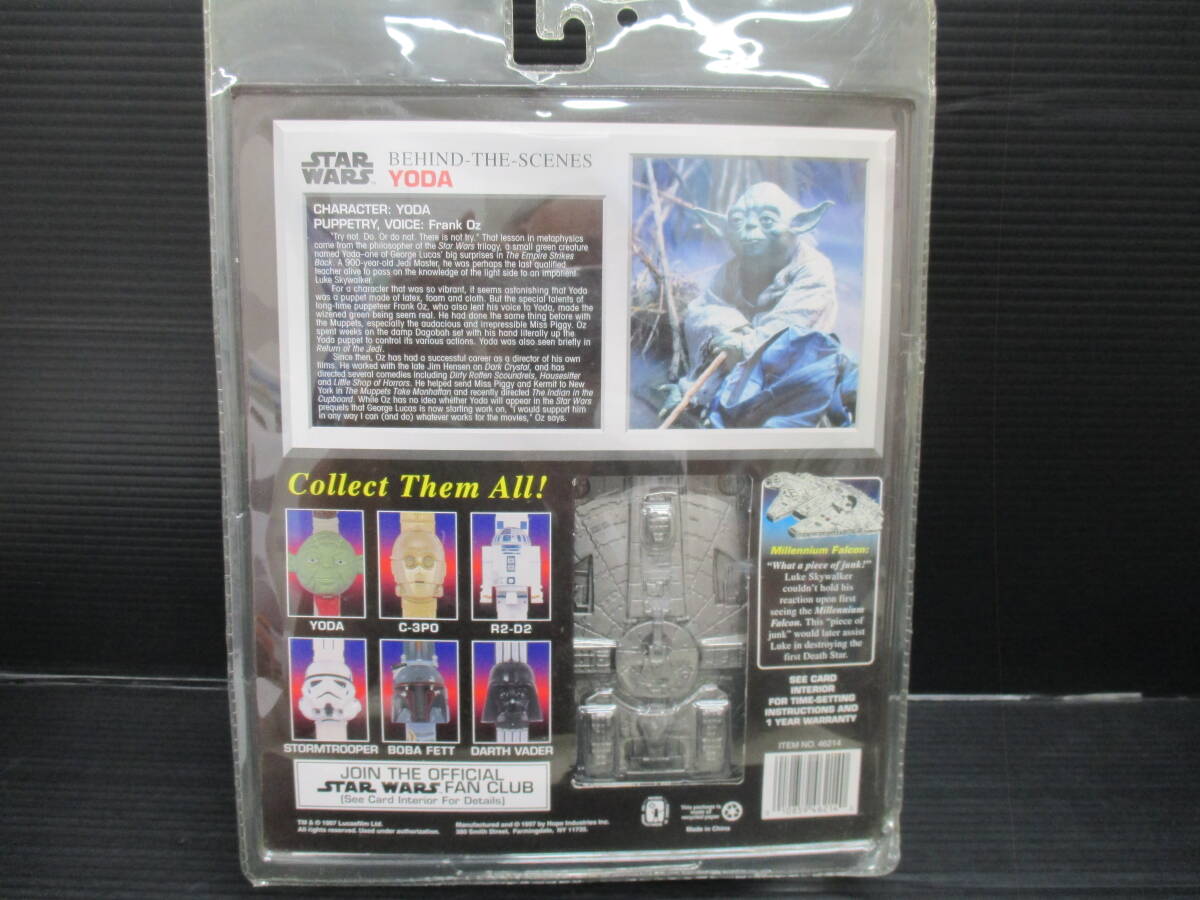 STAR WARS
BEHIND-THE-SCENES
YODA
CHARACTER: YODA
PUPPETRY, VOICE: Frank Oz
"Try not. Do. Or do not. There is not try." That lesson in metaphysics
came from the philosopher of the Star Wars trilogy, a small green creature
named Yoda–one of George Lucas' big surprises in The Empire Strikes
Back. A 900-year-old Jedi Master, he was perhaps the last qualified
teacher alive to pass on the knowledge of the light side to an impatient
Luke Skywalker.
For a character that was so vibrant, it seems astonishing that Yoda
was a puppet made of latex, foam and cloth. But the special talents of
long-time puppeteer Frank Oz, who also lent his voice to Yoda, made the
wizened green being seem real. He had done the same thing before with
the Muppets, especially the audacious and irrepressible Miss Piggy. Oz
spent weeks on the damp Dagobah set with his hand literally up the
Yoda puppet to control its various actions. Yoda was also seen briefly in
Return of the Jedi.
Since then, Oz has had a successful career as a director of his own
films. He worked with the late Jim Hensen on Dark Crystal, and has
directed several comedies including Dirty Rotten Scoundrels, Housesitter
and Little Shop of Horrors. He helped send Miss Piggy and Kermit to New
York in The Muppets Take Manhattan and recently directed The Indian in the
Cupboard. While Oz has no idea whether Yoda will appear in the Star Wars
prequels that George Lucas is now starting work on, "I would support him
in any way I can (and do) whatever works for the movies," Oz says.
Collect Them All!
YODA
C-3PO
R2-D2
STORMTROOPER
BOBA FETT
DARTH VADER
JOIN THE OFFICIAL
STAR WARS FAN CLUB
(See Card Interior For Details)
TM & © 1997 Lucasfilm Ltd.
All rights reserved. Used under authorization.
Manufactured and © 1997 by Hope Industries Inc.
380 Smith Street, Farmingdale, NY 11735.
Millennium Falcon:
"What a piece of junk!"
Luke Skywalker
couldn't hold his
reaction upon first
seeing the Millennium
Falcon. This "piece of
junk" would later assist
Luke in destroying the
first Death Star.
SEE CARD
INTERIOR
FOR TIME-SETTING
INSTRUCTIONS AND
1 YEAR WARRANTY
ITEM NO. 46214
This package is
made of
recycled paper
Made in China